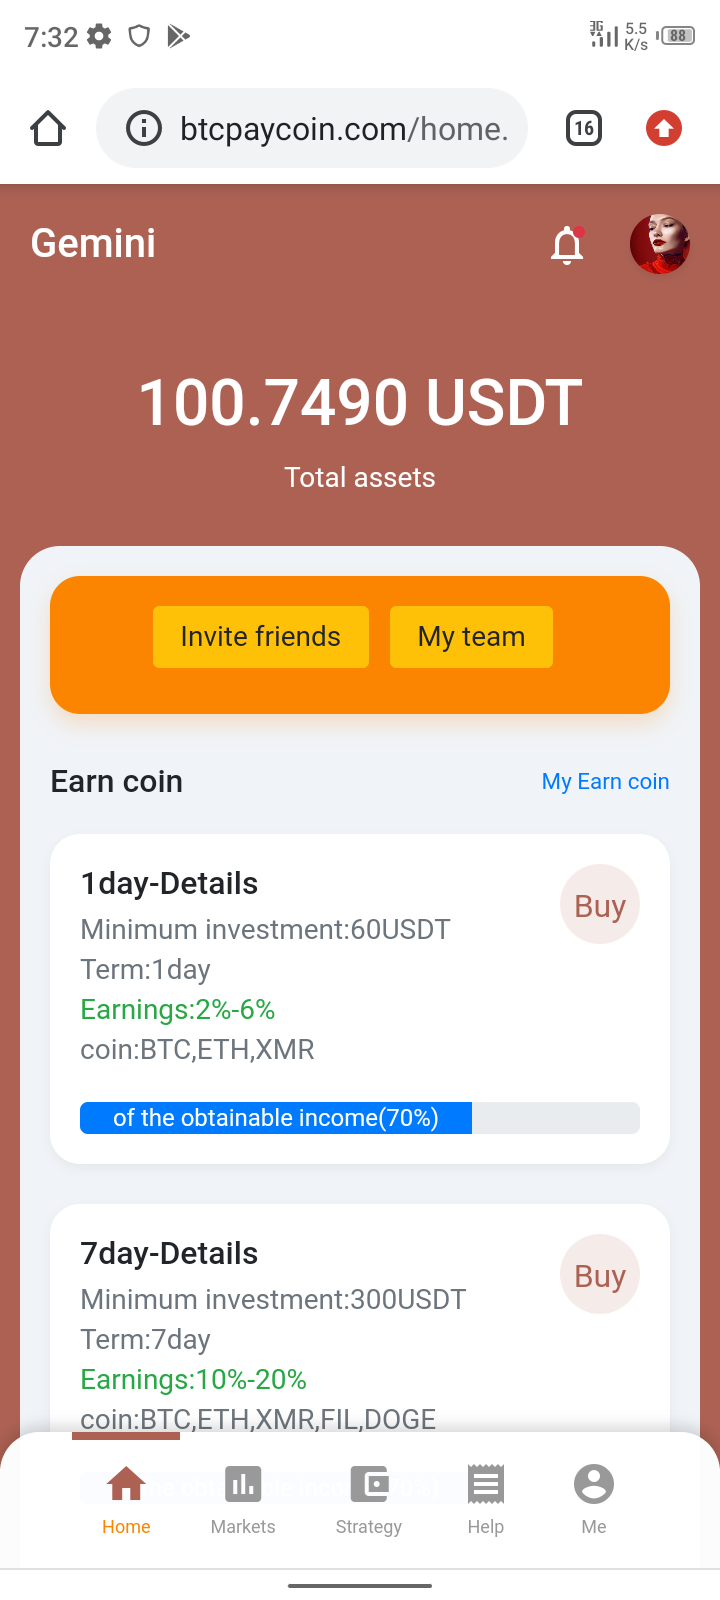 7:32
3G
5.5
K/s
88
btcpaycoin.com/home.
16
Gemini
100.7490 USDT
Total assets
Invite friends
My team
Earn coin
My Earn coin
1day-Details
Buy
Minimum investment:60USDT
Term:1day
Earnings:2%-6%
coin:BTC,ETH,XMR
of the obtainable income(70%)
7day-Details
Buy
Minimum investment:300USDT
Term:7day
Earnings:10%-20%
coin:BTC,ETH,XMR,FIL,DOGE
Home
Markets
Strategy
Help
Me